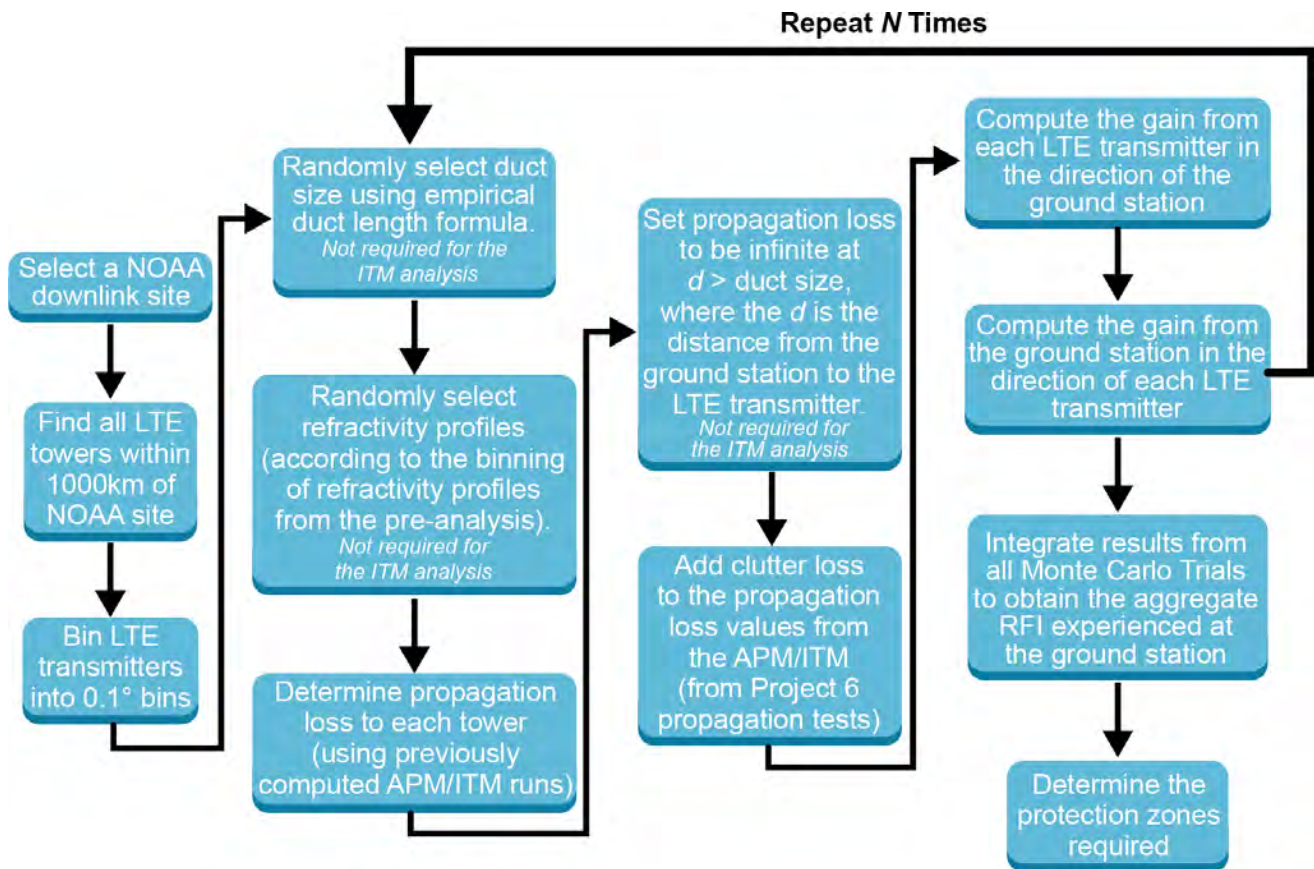 Repeat N Times
Select a NOAA
downlink site
Find all LTE
towers within
1000km of
NOAA site
Bin LTE
transmitters
into 0.1° bins
Randomly select duct
size using empirical
duct length formula.
Not required for the
ITM analysis
Randomly select
refractivity profiles
(according to the binning
of refractivity profiles
from the pre-analysis).
Not required for
the ITM analysis
Determine propagation
loss to each tower
(using previously
computed APM/ITM runs)
Set propagation loss
to be infinite at
d > duct size,
where the d is the
distance from the
ground station to the
LTE transmitter.
Not required for
the ITM analysis
Add clutter loss
to the propagation
loss values from
the APM/ITM
(from Project 6
propagation tests)
Compute the gain from
each LTE transmitter in
the direction of the
ground station
Compute the gain from
the ground station in the
direction of each LTE
transmitter
Integrate results from
all Monte Carlo Trials
to obtain the aggregate
RFI experienced at
the ground station
Determine the
protection zones
required